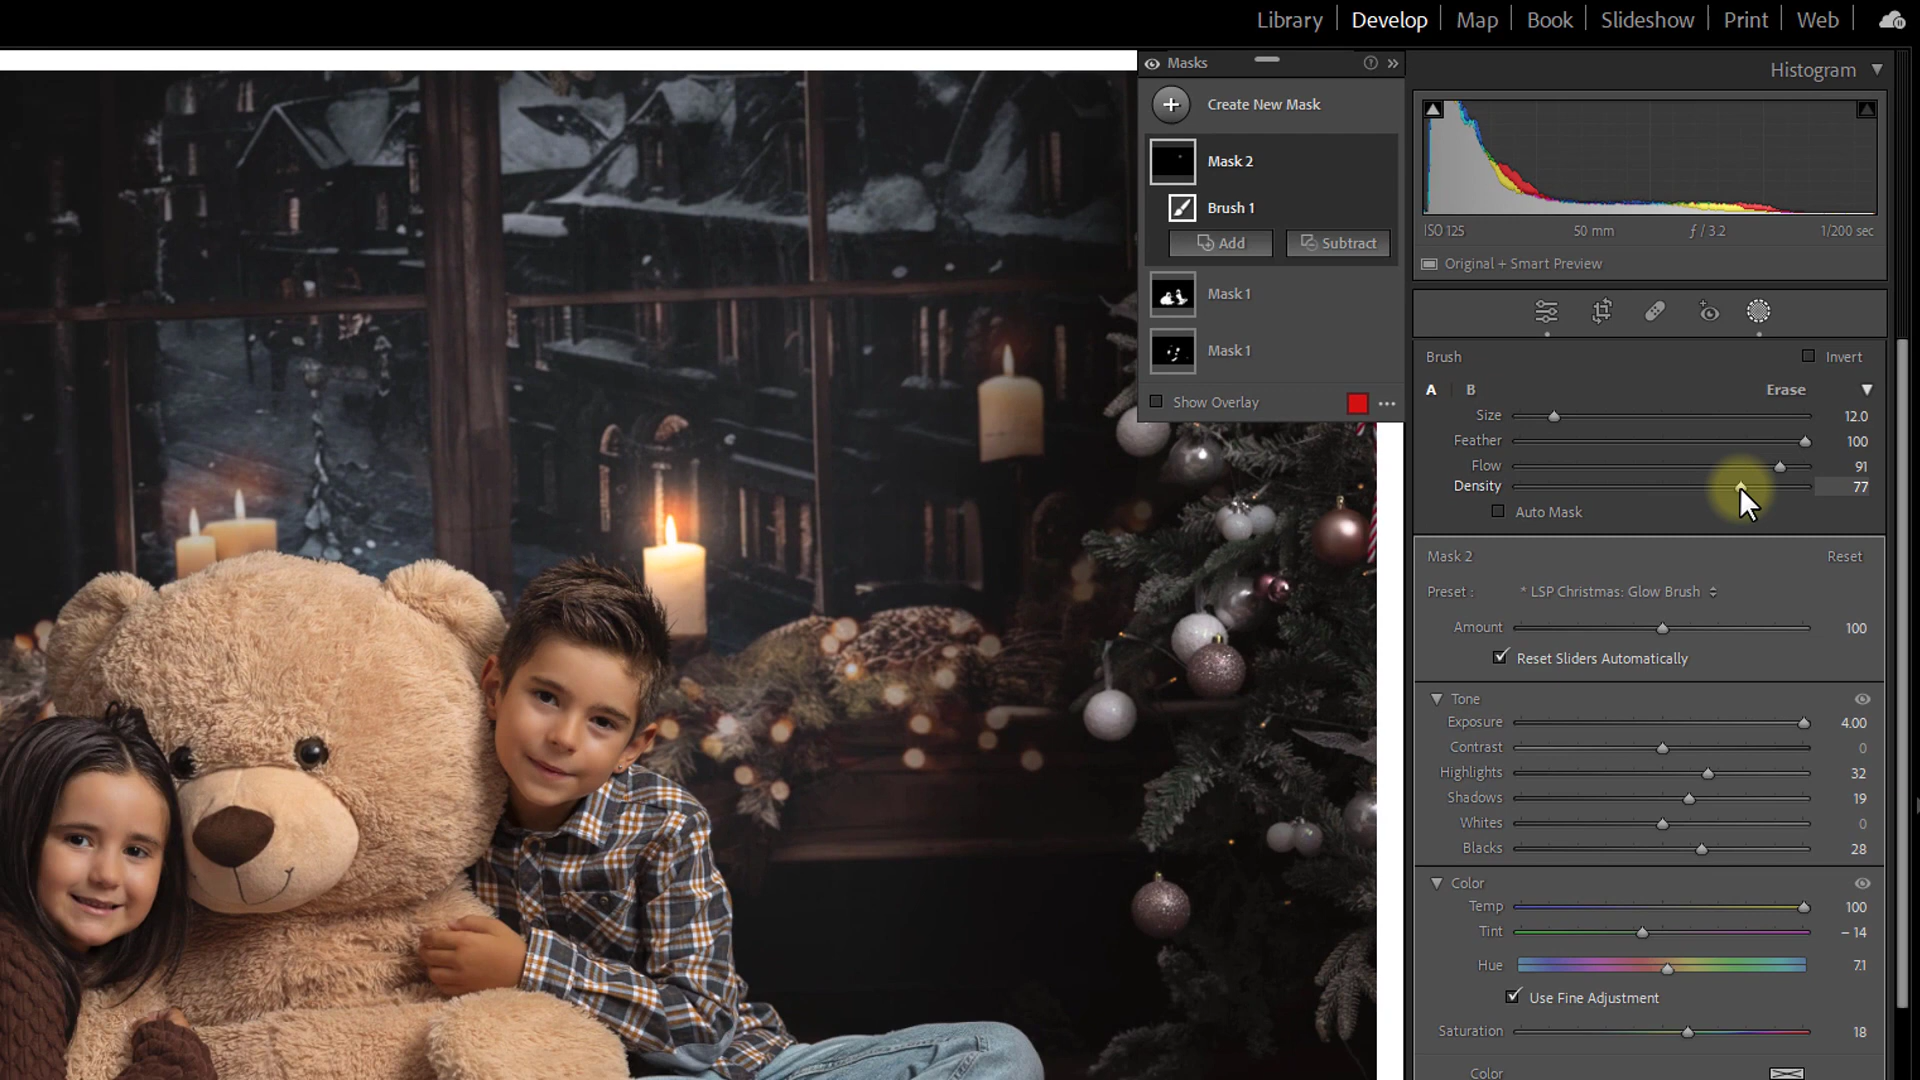 Library Develop Map Book Slideshow Print Web
Masks
Create New Mask
Mask 2
Brush 1
Add Subtract
Mask 1
Mask 1
Show Overlay
Histogram
ISO 125 50 mm ƒ / 3.2 1/200 sec
Original + Smart Preview
Brush Invert
A B Erase
Size 12.0
Feather 100
Flow 91
Density 77
Auto Mask
Mask 2 Reset
Preset : * LSP Christmas: Glow Brush
Amount 100
Reset Sliders Automatically
Tone
Exposure 4.00
Contrast 0
Highlights 32
Shadows 19
Whites 0
Blacks 28
Color
Temp 100
Tint – 14
Hue 7.1
Use Fine Adjustment
Saturation 18
Color